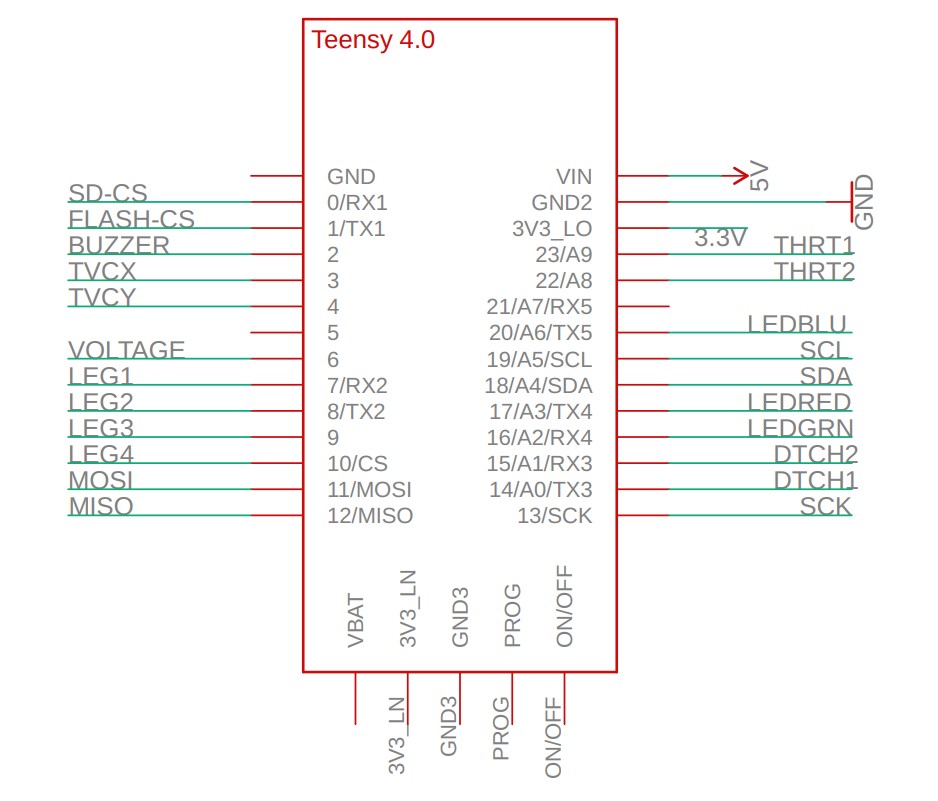 Teensy 4.0
GND VIN 5V
SD-CS 0/RX1 GND2 GND
FLASH-CS 1/TX1 3V3_LO 3.3V
BUZZER 2 23/A9 THRT1
TVCX 3 22/A8 THRT2
TVCY 4 21/A7/RX5
5 20/A6/TX5 LEDBLU
VOLTAGE 6 19/A5/SCL SCL
LEG1 7/RX2 18/A4/SDA SDA
LEG2 8/TX2 17/A3/TX4 LEDRED
LEG3 9 16/A2/RX4 LEDGRN
LEG4 10/CS 15/A1/RX3 DTCH2
MOSI 11/MOSI 14/A0/TX3 DTCH1
MISO 12/MISO 13/SCK SCK
VBAT 3V3_LN GND3 PROG ON/OFF
3V3_LN GND3 PROG ON/OFF